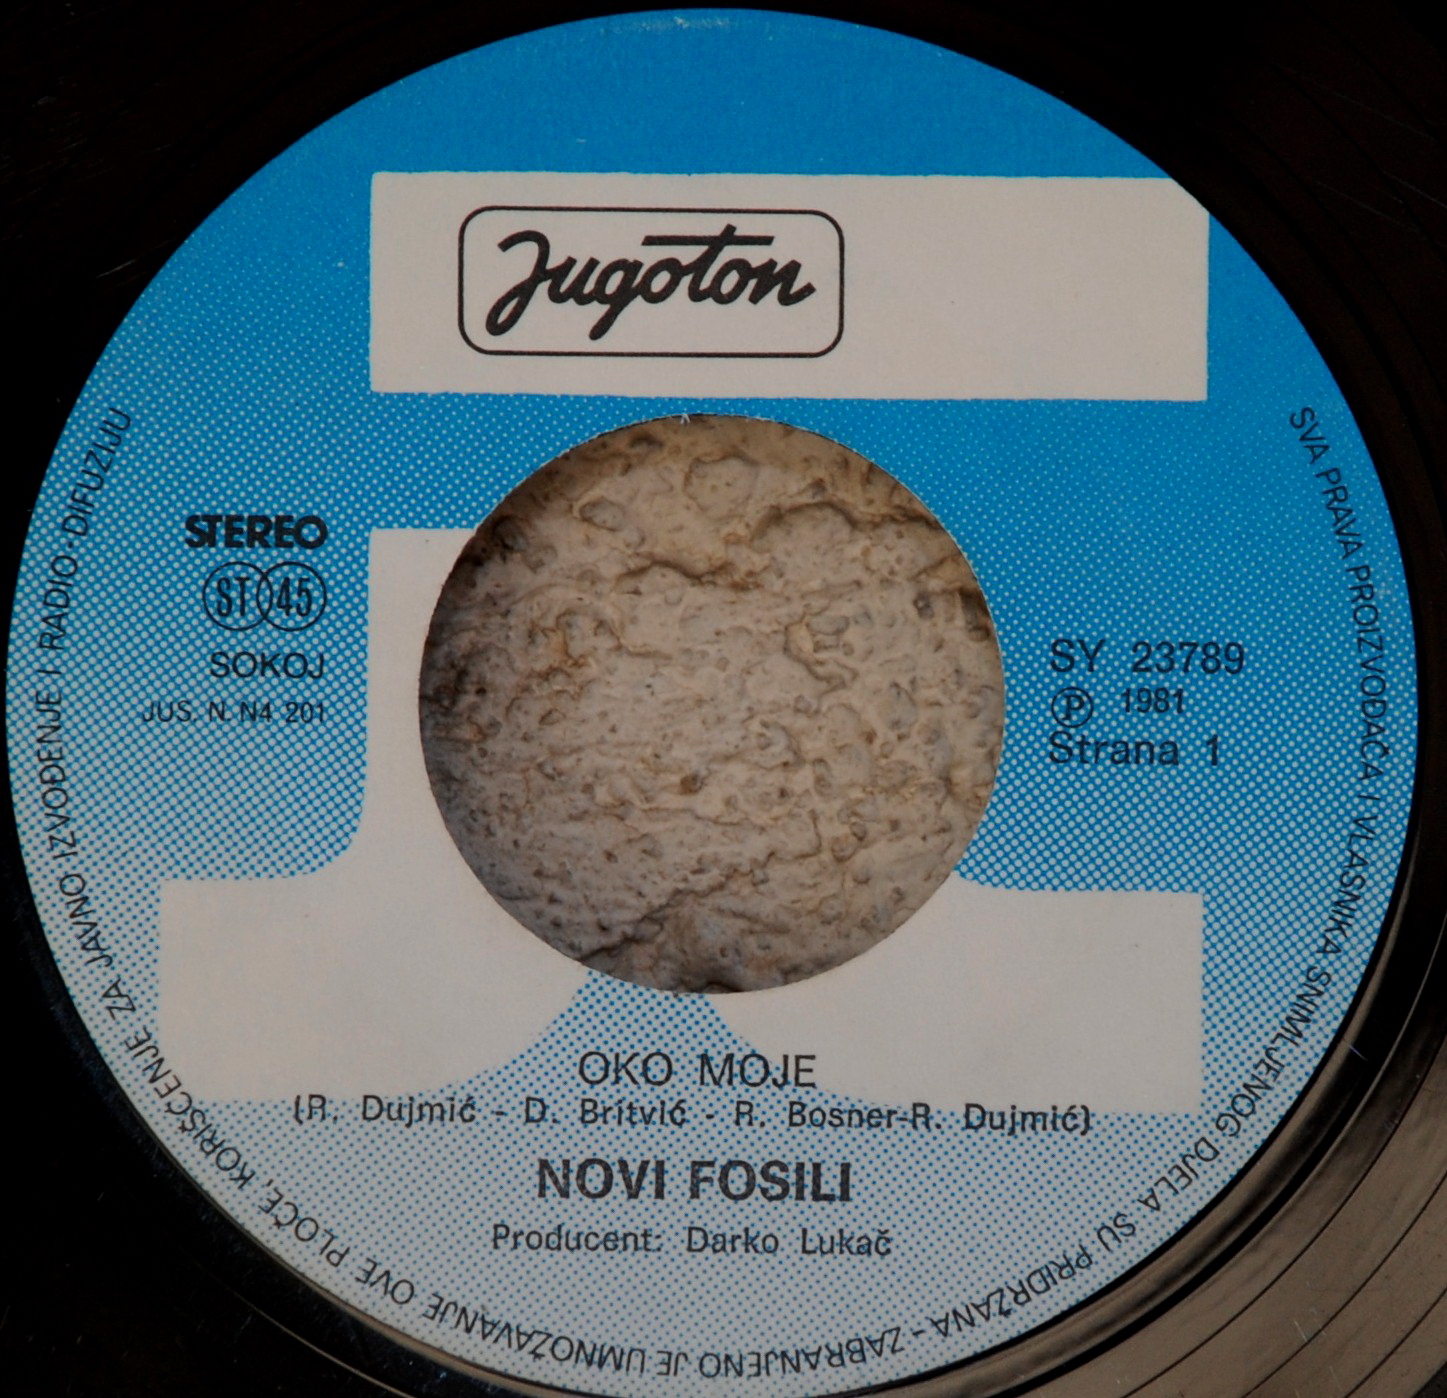 Jugoton
STEREO
ST 45
SOKOJ
JUS. N. N4 201
SY 23789
Ⓟ 1981
Strana 1
OKO MOJE
(R. Dujmić - D. Britvić - R. Bosner-R. Dujmić)
NOVI FOSILI
Producent: Darko Lukač
SVA PRAVA PROIZVOĐAČA I VLASNIKA SNIMLJENOG DJELA SU PRIDRŽANA - ZABRANJENO JE UMNOŽAVANJE OVE PLOČE, KORIŠĆENJE ZA JAVNO IZVOĐENJE I RADIO-DIFUZIJU